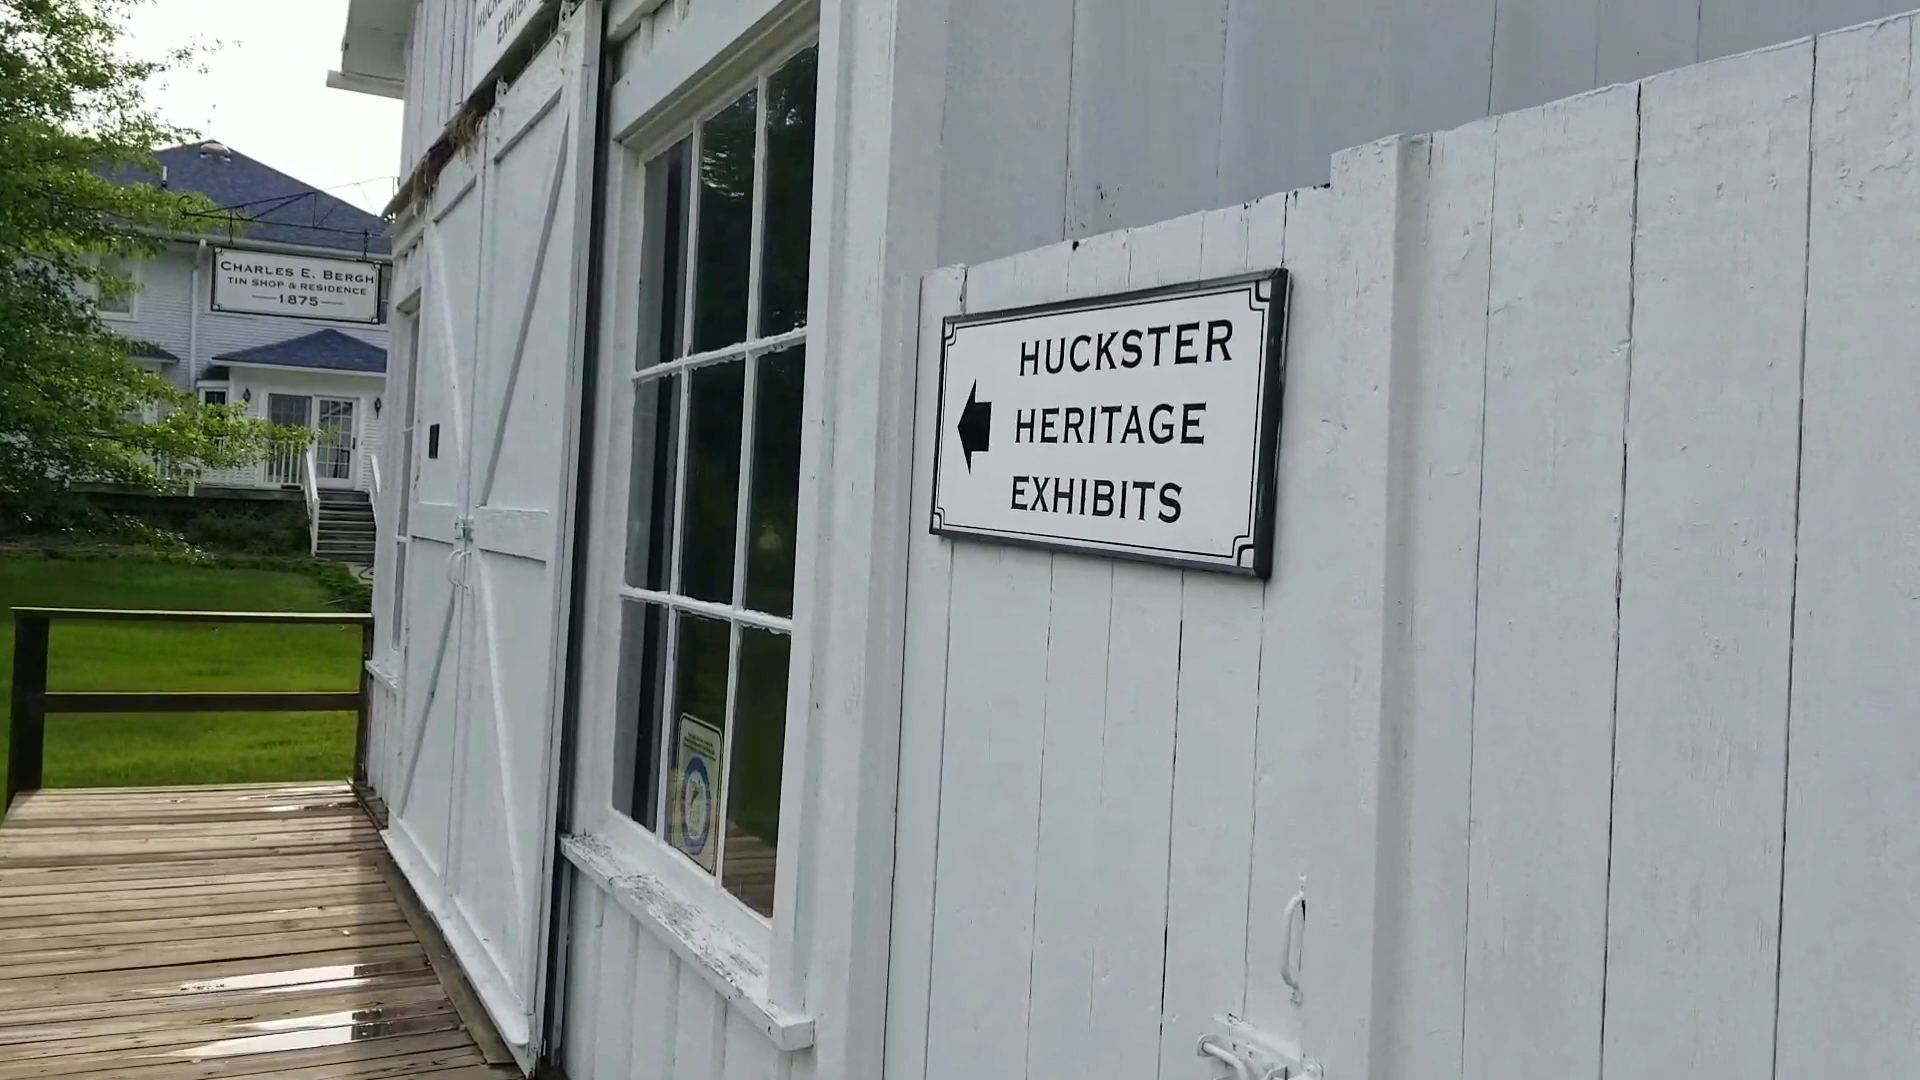 CHARLES E. BERGH
TIN SHOP & RESIDENCE
1875
HUCKSTER
HERITAGE
EXHIBITS